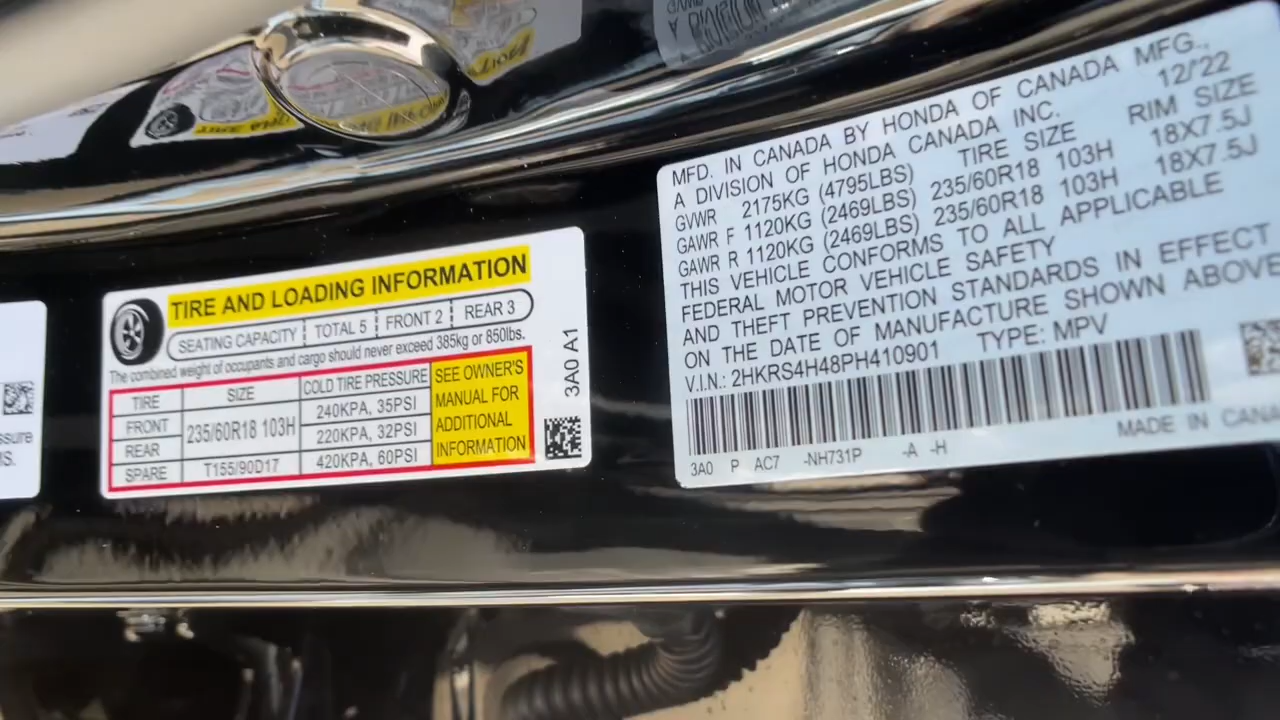 TIRE AND LOADING INFORMATION
SEATING CAPACITY TOTAL 5 FRONT 2 REAR 3
The combined weight of occupants and cargo should never exceed 385kg or 850lbs.
TIRE SIZE COLD TIRE PRESSURE
FRONT 235/60R18 103H 240KPA, 35PSI
REAR 220KPA, 32PSI
SPARE T155/90D17 420KPA, 60PSI
SEE OWNER'S
MANUAL FOR
ADDITIONAL
INFORMATION
3A0 A1
MFD. IN CANADA BY HONDA OF CANADA MFG.,
A DIVISION OF HONDA CANADA INC. 12/'22
GVWR 2175KG (4795LBS) TIRE SIZE RIM SIZE
GAWR F 1120KG (2469LBS) 235/60R18 103H 18X7.5J
GAWR R 1120KG (2469LBS) 235/60R18 103H 18X7.5J
THIS VEHICLE CONFORMS TO ALL APPLICABLE
FEDERAL MOTOR VEHICLE SAFETY
AND THEFT PREVENTION STANDARDS IN EFFECT
ON THE DATE OF MANUFACTURE SHOWN ABOVE
V.I.N.: 2HKRS4H48PH410901 TYPE: MPV
3A0 P AC7 -NH731P -A -H
MADE IN CANA